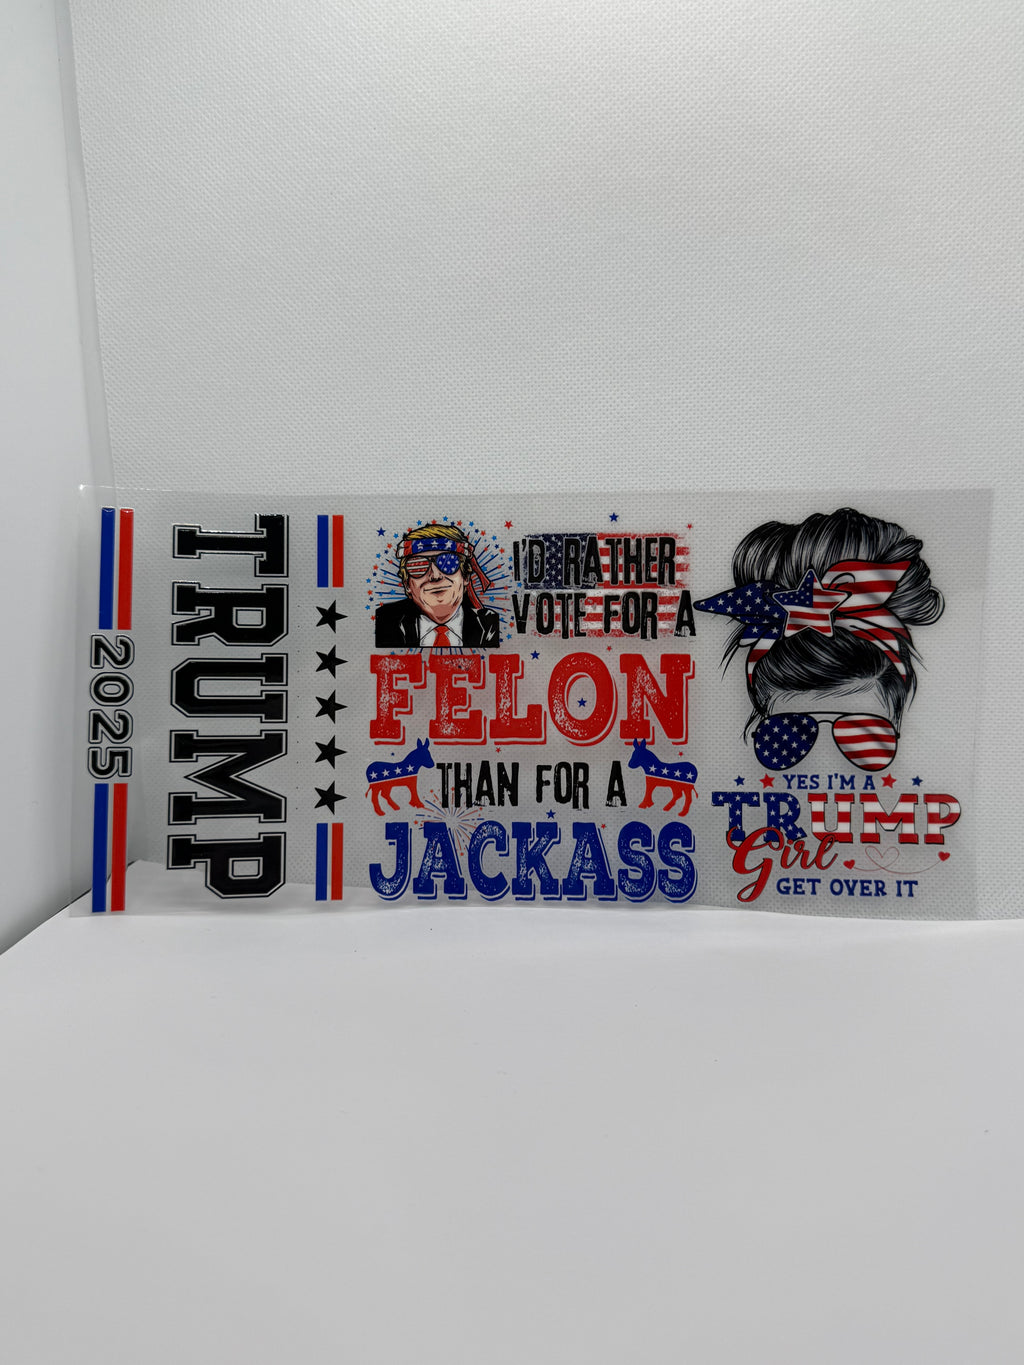 2025
TRUMP
I'D RATHER
VOTE FOR A
FELON
THAN FOR A
JACKASS
YES I'M A
TRUMP
Girl
GET OVER IT